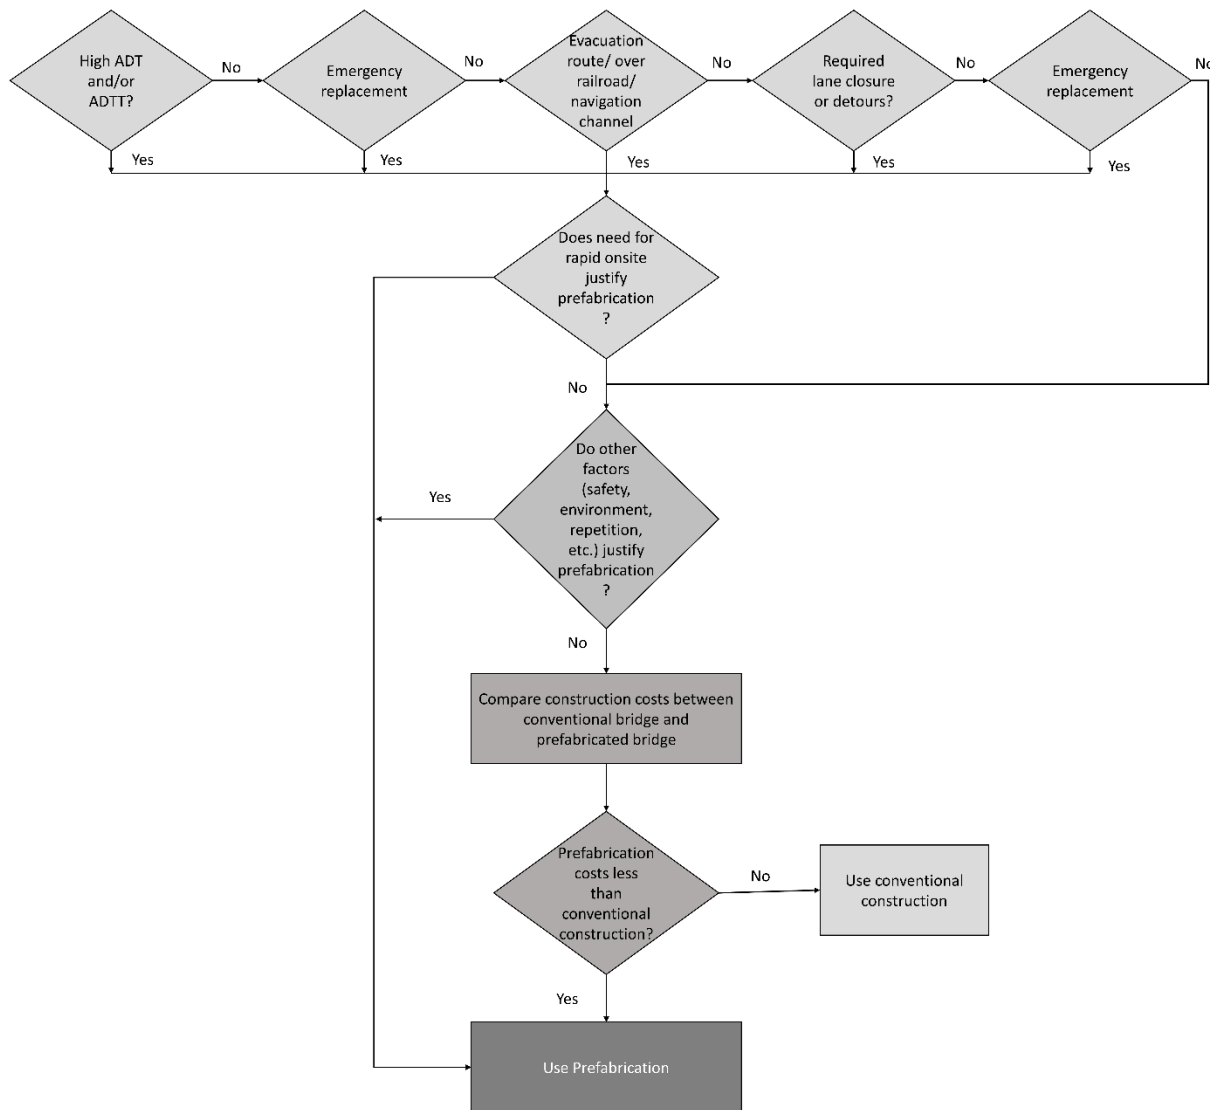 High ADT
and/or
ADTT?
No
Emergency
replacement
No
Evacuation
route/ over
railroad/
navigation
channel
No
Required
lane closure
or detours?
No
Emergency
replacement
No
Yes
Yes
Yes
Yes
Yes
Does need for
rapid onsite
justify
prefabrication
?
No
Do other
factors
(safety,
environment,
repetition,
etc.) justify
prefabrication
?
Yes
No
Compare construction costs between
conventional bridge and
prefabricated bridge
Prefabrication
costs less
than
conventional
construction?
No
Use conventional
construction
Yes
Use Prefabrication